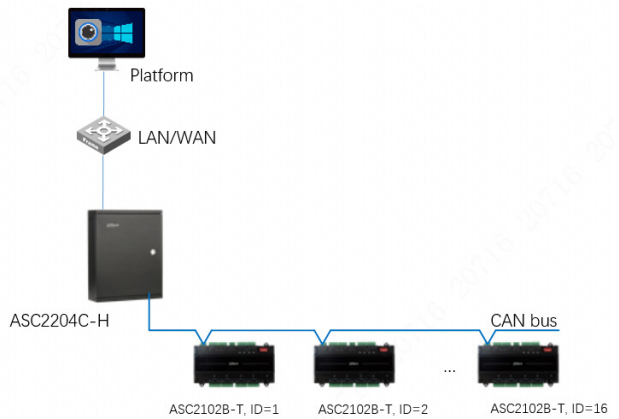 Platform
LAN/WAN
ASC2204C-H
CAN bus
...
ASC2102B-T, ID=1
ASC2102B-T, ID=2
ASC2102B-T, ID=16